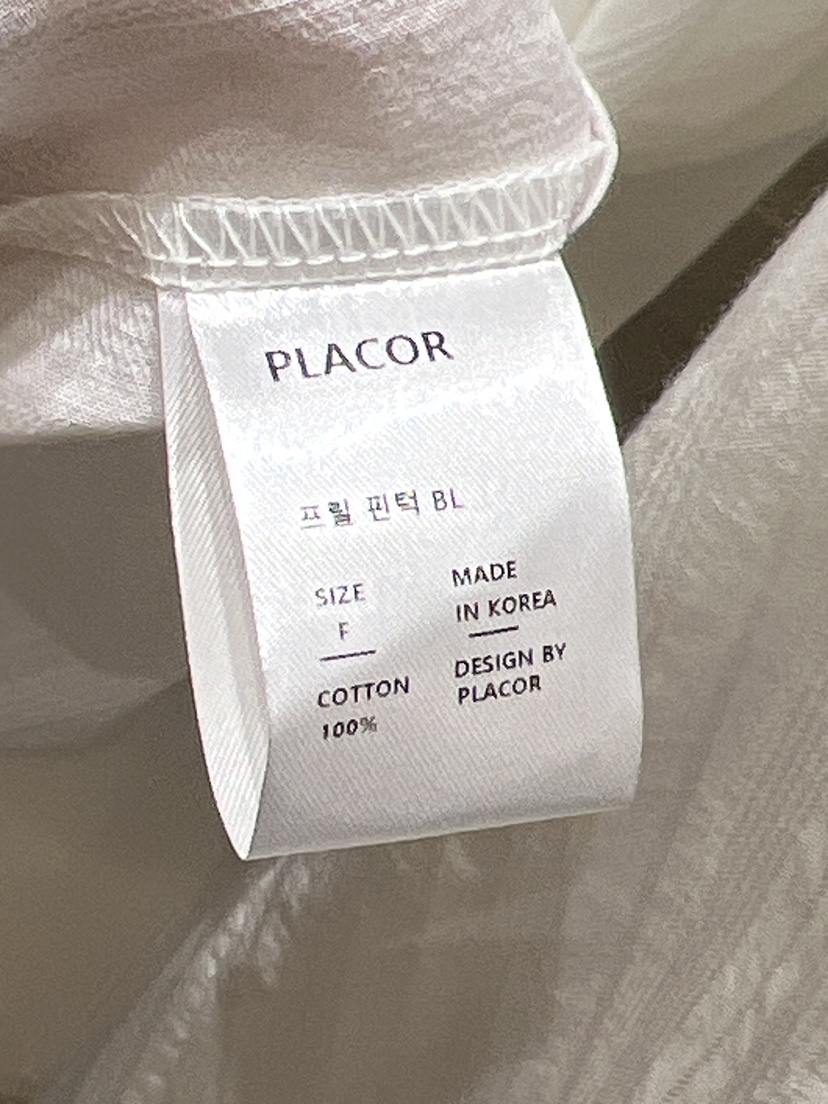 PLACOR
프릴 핀턱 BL
SIZE
F
COTTON
100%
MADE
IN KOREA
DESIGN BY
PLACOR